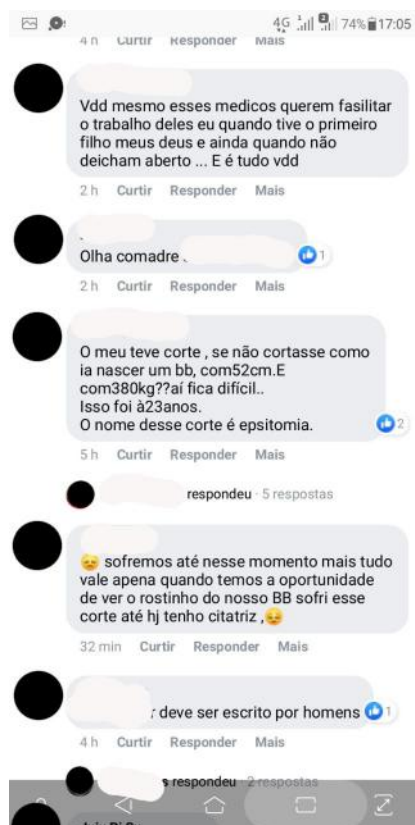 4G 74% 17:05
4 h Curtir Responder Mais
Vdd mesmo esses medicos querem fasilitar
o trabalho deles eu quando tive o primeiro
filho meus deus e ainda quando não
deicham aberto ... E é tudo vdd
2 h Curtir Responder Mais
Olha comadre
1
2 h Curtir Responder Mais
O meu teve corte , se não cortasse como
ia nascer um bb, com52cm.E
com380kg??aí fica difícil..
Isso foi à23anos.
O nome desse corte é epsitomia.
2
5 h Curtir Responder Mais
respondeu · 5 respostas
sofremos até nesse momento mais tudo
vale apena quando temos a oportunidade
de ver o rostinho do nosso BB sofri esse
corte até hj tenho citatriz ,
32 min Curtir Responder Mais
deve ser escrito por homens 1
4 h Curtir Responder Mais
respondeu · 2 respostas